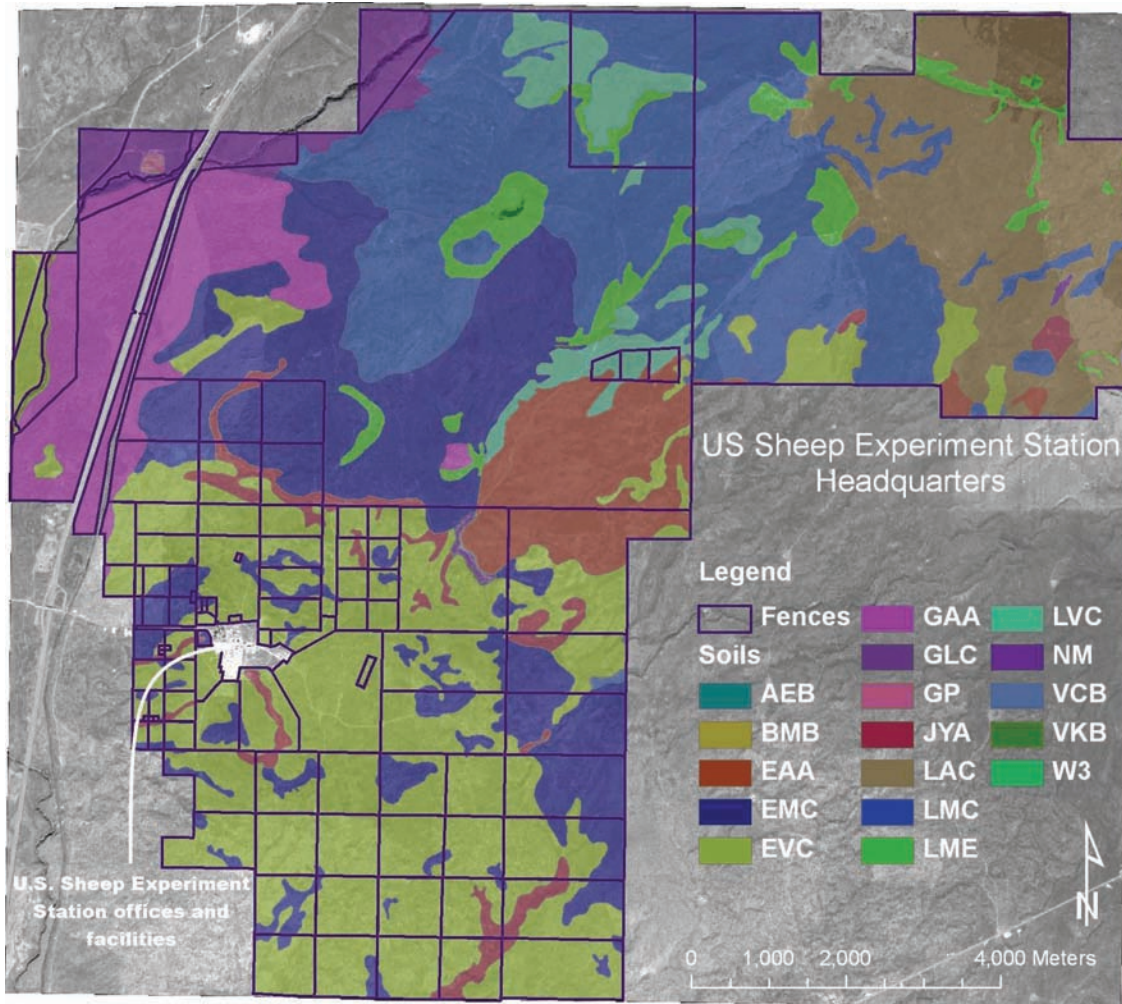 US Sheep Experiment Station
Headquarters
Legend
Fences
Soils
AEB
BMB
EAA
EMC
EVC
GAA
GLC
GP
JYA
LAC
LMC
LME
LVC
NM
VCB
VKB
W3
U.S. Sheep Experiment
Station offices and
facilities
N
0 1,000 2,000 4,000 Meters